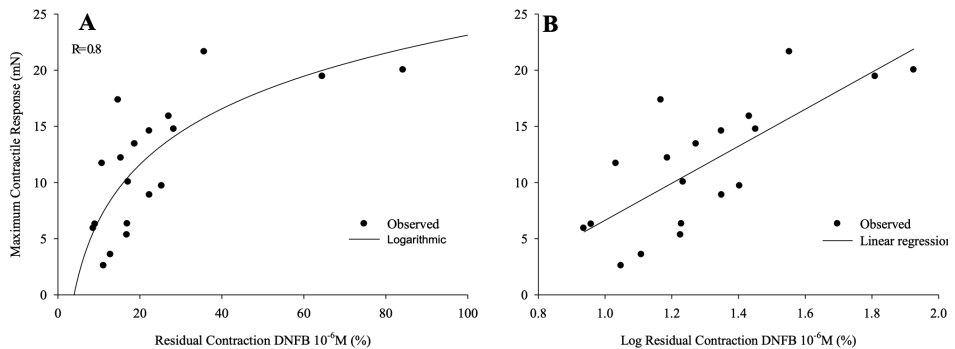 A
R=0.8
25
20
15
10
5
0
0
20
40
60
80
100
Maximum Contractile Response (mN)
Residual Contraction DNFB 10⁻⁶M (%)
Observed
Logarithmic
B
25
20
15
10
5
0
0.8
1.0
1.2
1.4
1.6
1.8
2.0
Log Residual Contraction DNFB 10⁻⁶M (%)
Observed
Linear regression